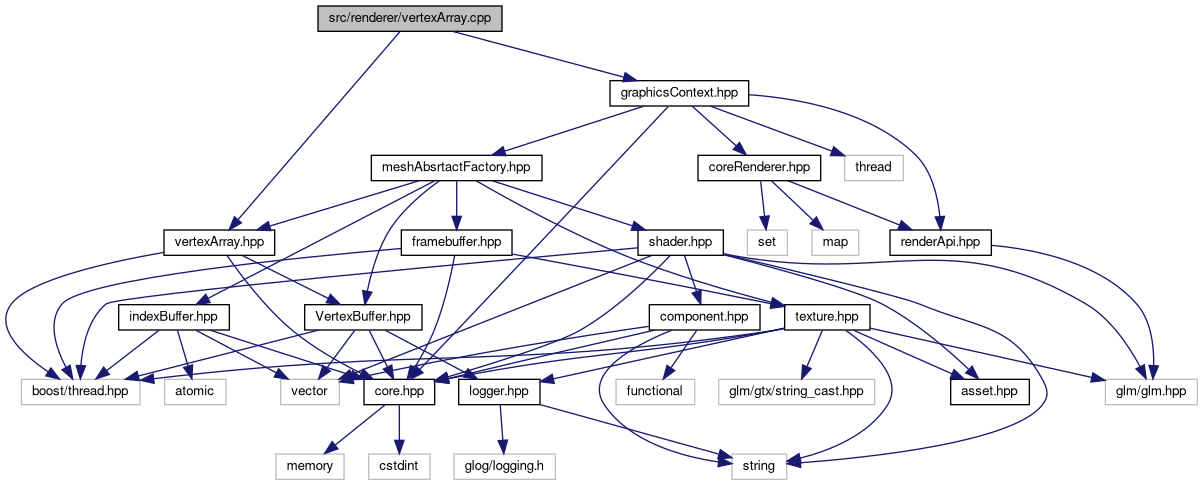 src/renderer/vertexArray.cpp
graphicsContext.hpp
meshAbsrtactFactory.hpp
coreRenderer.hpp
thread
vertexArray.hpp
framebuffer.hpp
shader.hpp
set
map
renderApi.hpp
indexBuffer.hpp
VertexBuffer.hpp
component.hpp
texture.hpp
boost/thread.hpp
atomic
vector
core.hpp
logger.hpp
functional
glm/gtx/string_cast.hpp
asset.hpp
glm/glm.hpp
memory
cstdint
glog/logging.h
string